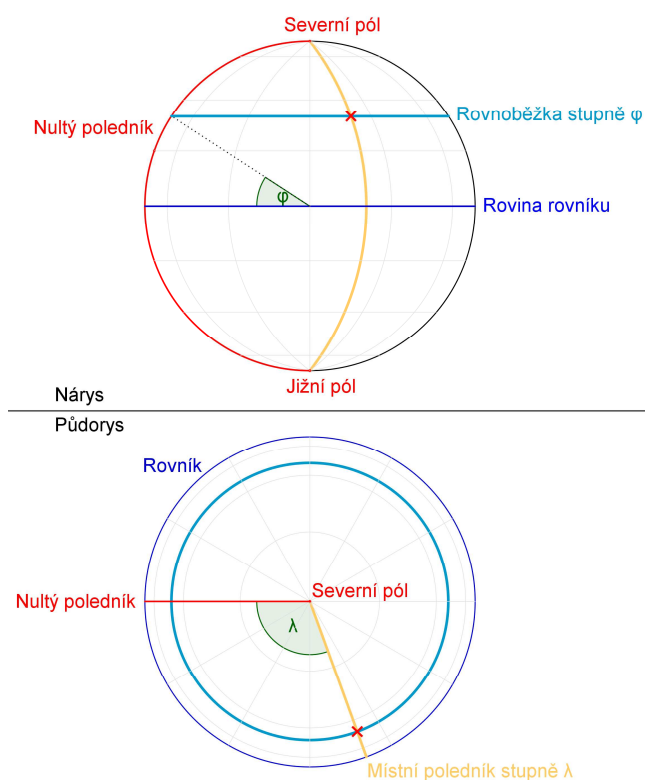 Severní pól
Rovnoběžka stupně φ
Nultý poledník
φ
Rovina rovníku
Jižní pól
Nárys
Půdorys
Rovník
Severní pól
Nultý poledník
λ
Místní poledník stupně λ